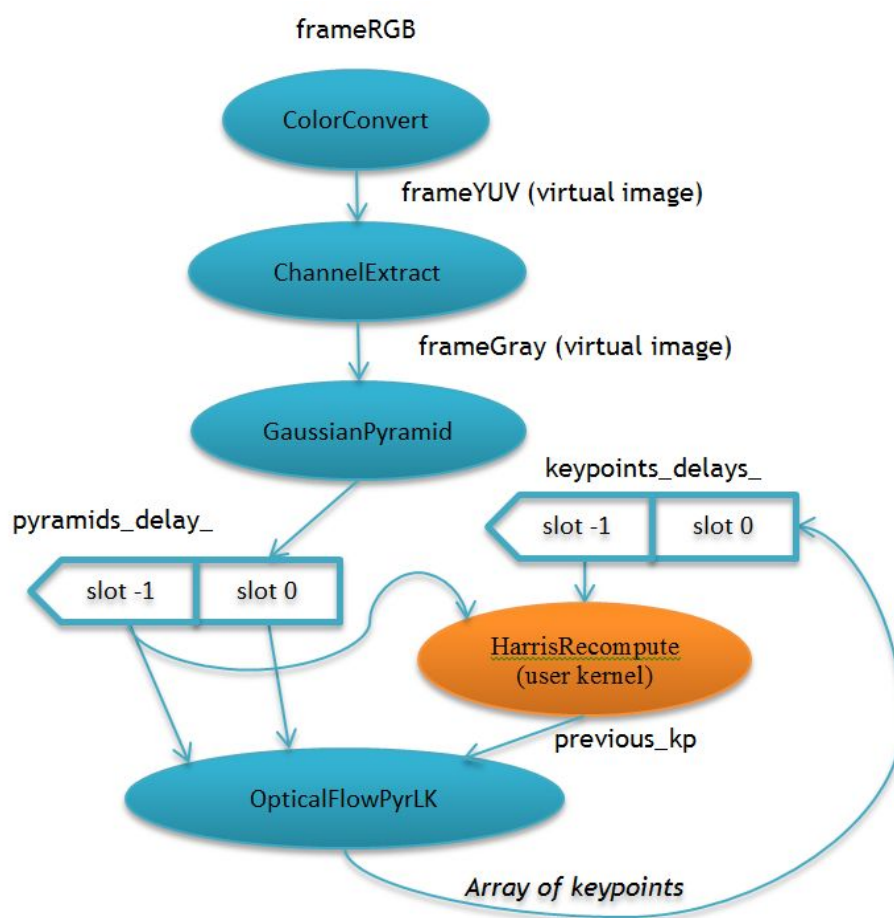 frameRGB
ColorConvert
frameYUV (virtual image)
ChannelExtract
frameGray (virtual image)
GaussianPyramid
keypoints_delays_
slot -1
slot 0
pyramids_delay_
slot -1
slot 0
HarrisRecompute
(user kernel)
previous_kp
OpticalFlowPyrLK
Array of keypoints